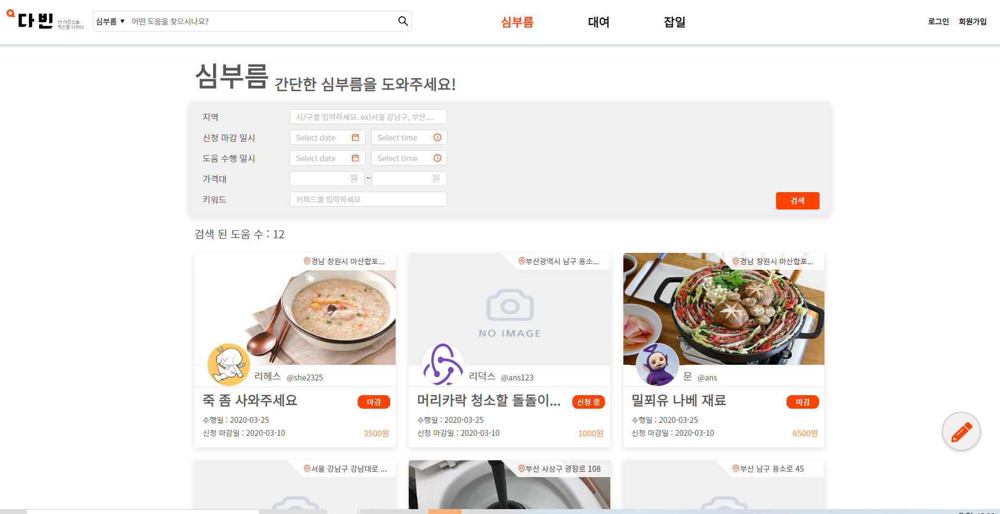 다빈 빈 마음으로
최선을 다하다.
심부름 ▼ 어떤 도움을 찾으시나요?
심부름 대여 잡일
로그인 회원가입
심부름 간단한 심부름을 도와주세요!
지역 시/구를 입력하세요. ex)서울 강남구, 부산 ...
신청 마감 일시 Select date Select time
도움 수행 일시 Select date Select time
가격대 원 ~ 원
키워드 키워드를 입력하세요
검색
검색 된 도움 수 : 12
경남 창원시 마산합포...
리헤스 @she2325
죽 좀 사와주세요 마감
수행일 : 2020-03-25
신청 마감일 : 2020-03-10 3500원
부산광역시 남구 용소...
NO IMAGE
리덕스 @ans123
머리카락 청소할 돌돌이... 신청 중
수행일 : 2020-03-25
신청 마감일 : 2020-03-10 1000원
경남 창원시 마산합포...
문 @ans
밀푀유 나베 재료 마감
수행일 : 2020-03-25
신청 마감일 : 2020-03-10 6500원
서울 강남구 강남대로 ...
부산 사상구 광장로 108
부산 남구 용소로 45